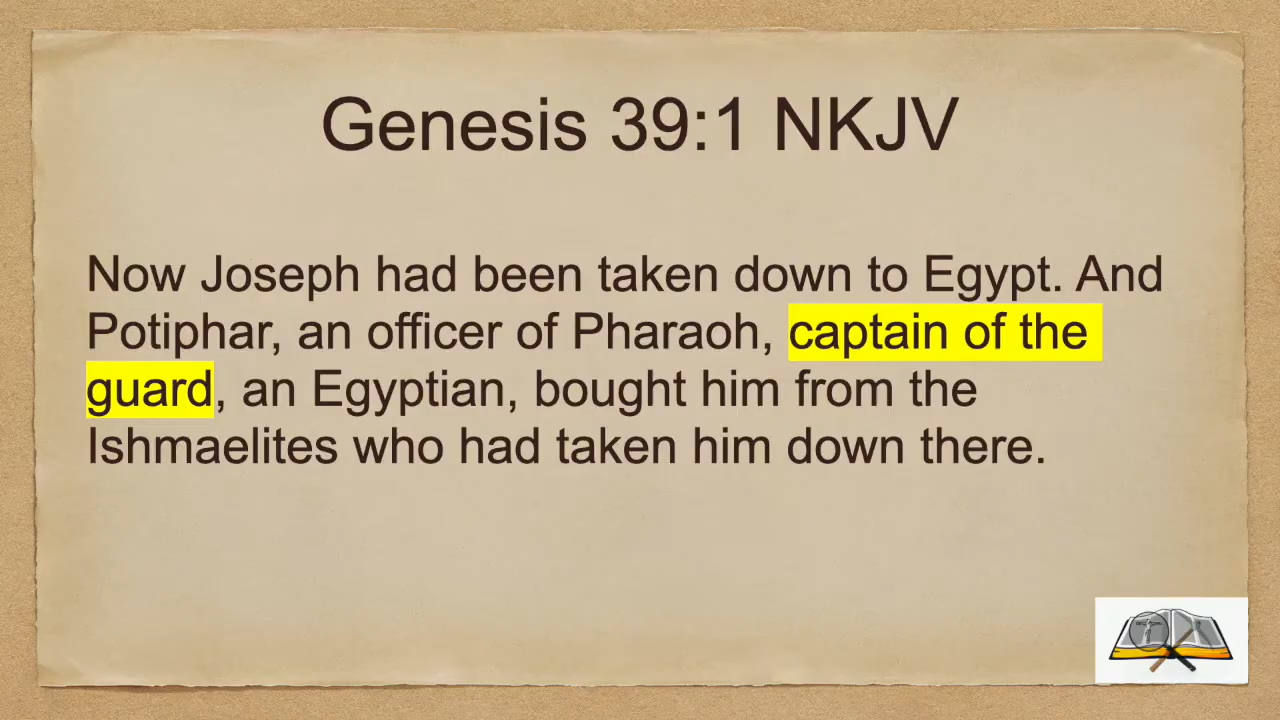 Genesis 39:1 NKJV
Now Joseph had been taken down to Egypt. And
Potiphar, an officer of Pharaoh, captain of the
guard, an Egyptian, bought him from the
Ishmaelites who had taken him down there.